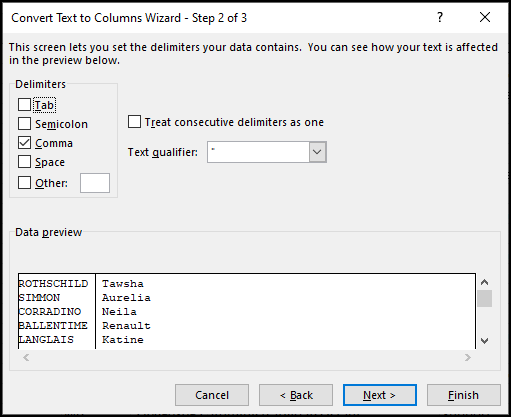 Convert Text to Columns Wizard - Step 2 of 3
?
This screen lets you set the delimiters your data contains. You can see how your text is affected
in the preview below.
Delimiters
Tab
Semicolon
Comma
Space
Other:
Treat consecutive delimiters as one
Text qualifier: "
Data preview
ROTHSCHILD Tawsha
SIMMON Aurelia
CORRADINO Neila
BALLENTIME Renault
LANGLAIS Katine
Cancel < Back Next > Finish